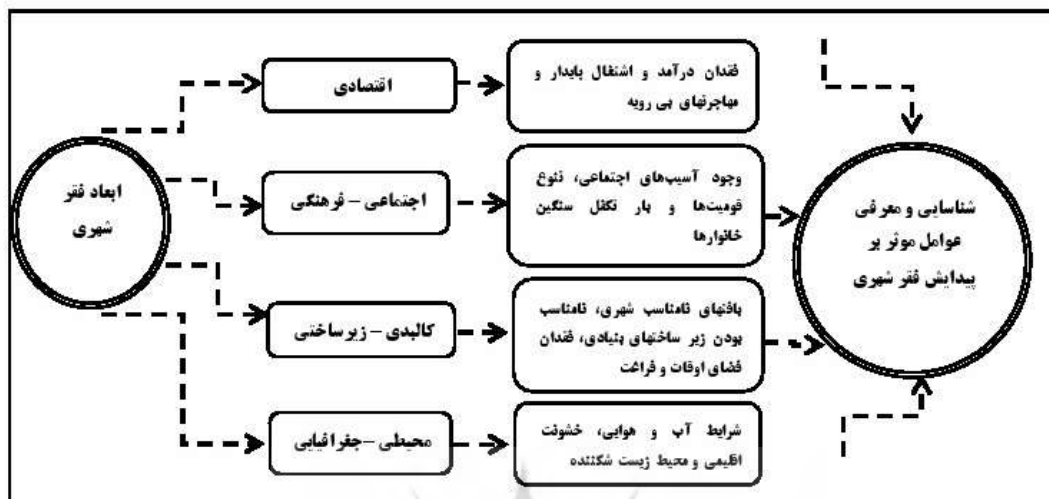 ابعاد فقر
شهری
اقتصادی
فقدان درآمد و اشتغال پایدار و
مهاجرتهای بی رویه
اجتماعی – فرهنگی
وجود آسیب‌های اجتماعی، تنوع
قومیت‌ها و بار تکفل سنگین
خانوارها
کالبدی – زیرساختی
بافتهای نامناسب شهری، نامناسب
بودن زیر ساختهای بنیادی، فقدان
فضای اوقات و فراغت
محیطی – جغرافیایی
شرایط آب و هوایی، خشونت
اقلیمی و محیط زیست شکننده
شناسایی و معرفی
عوامل موثر بر
پیدایش فقر شهری